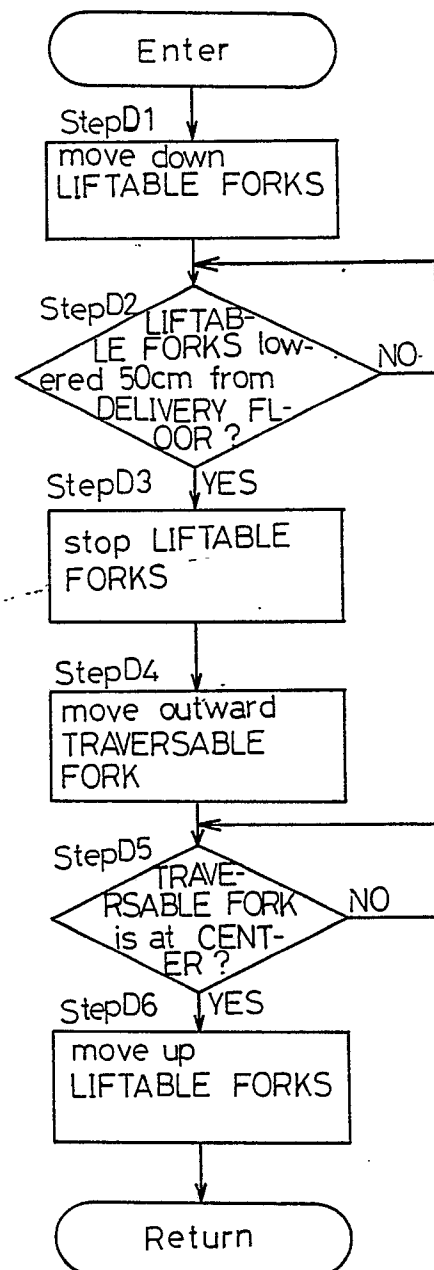 Enter
StepD1
move down
LIFTABLE FORKS
StepD2
LIFTAB-
LE FORKS low-
ered 50cm from
DELIVERY FL-
OOR ?
NO
StepD3
YES
stop LIFTABLE
FORKS
StepD4
move outward
TRAVERSABLE
FORK
StepD5
TRAVE-
RSABLE FORK
is at CENT-
ER ?
NO
StepD6
YES
move up
LIFTABLE FORKS
Return